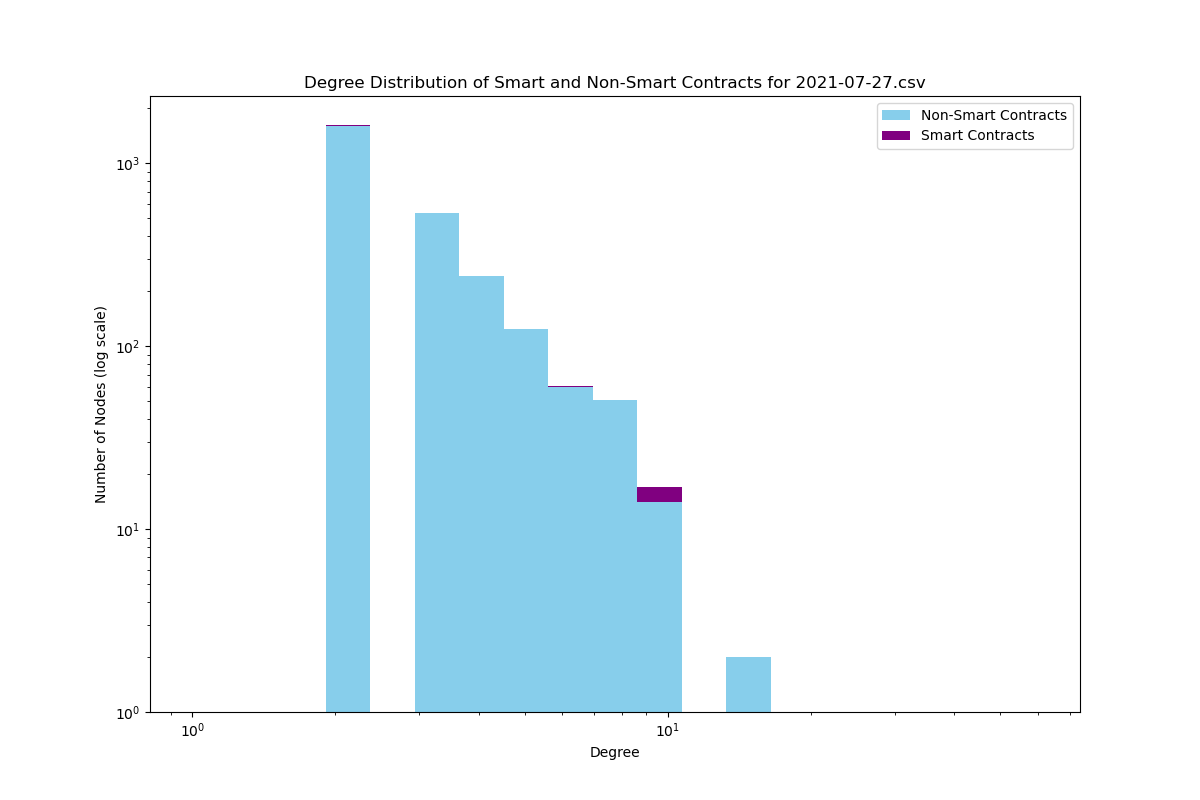 Degree Distribution of Smart and Non-Smart Contracts for 2021-07-27.csv
Non-Smart Contracts
Smart Contracts
Number of Nodes (log scale)
10³
10²
10¹
10⁰
10⁰ 10¹
Degree